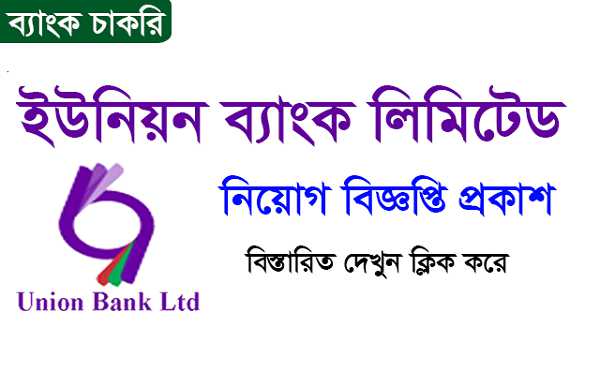 ব্যাংক চাকরি
ইউনিয়ন ব্যাংক লিমিটেড
নিয়োগ বিজ্ঞপ্তি প্রকাশ
বিস্তারিত দেখুন ক্লিক করে
Union Bank Ltd